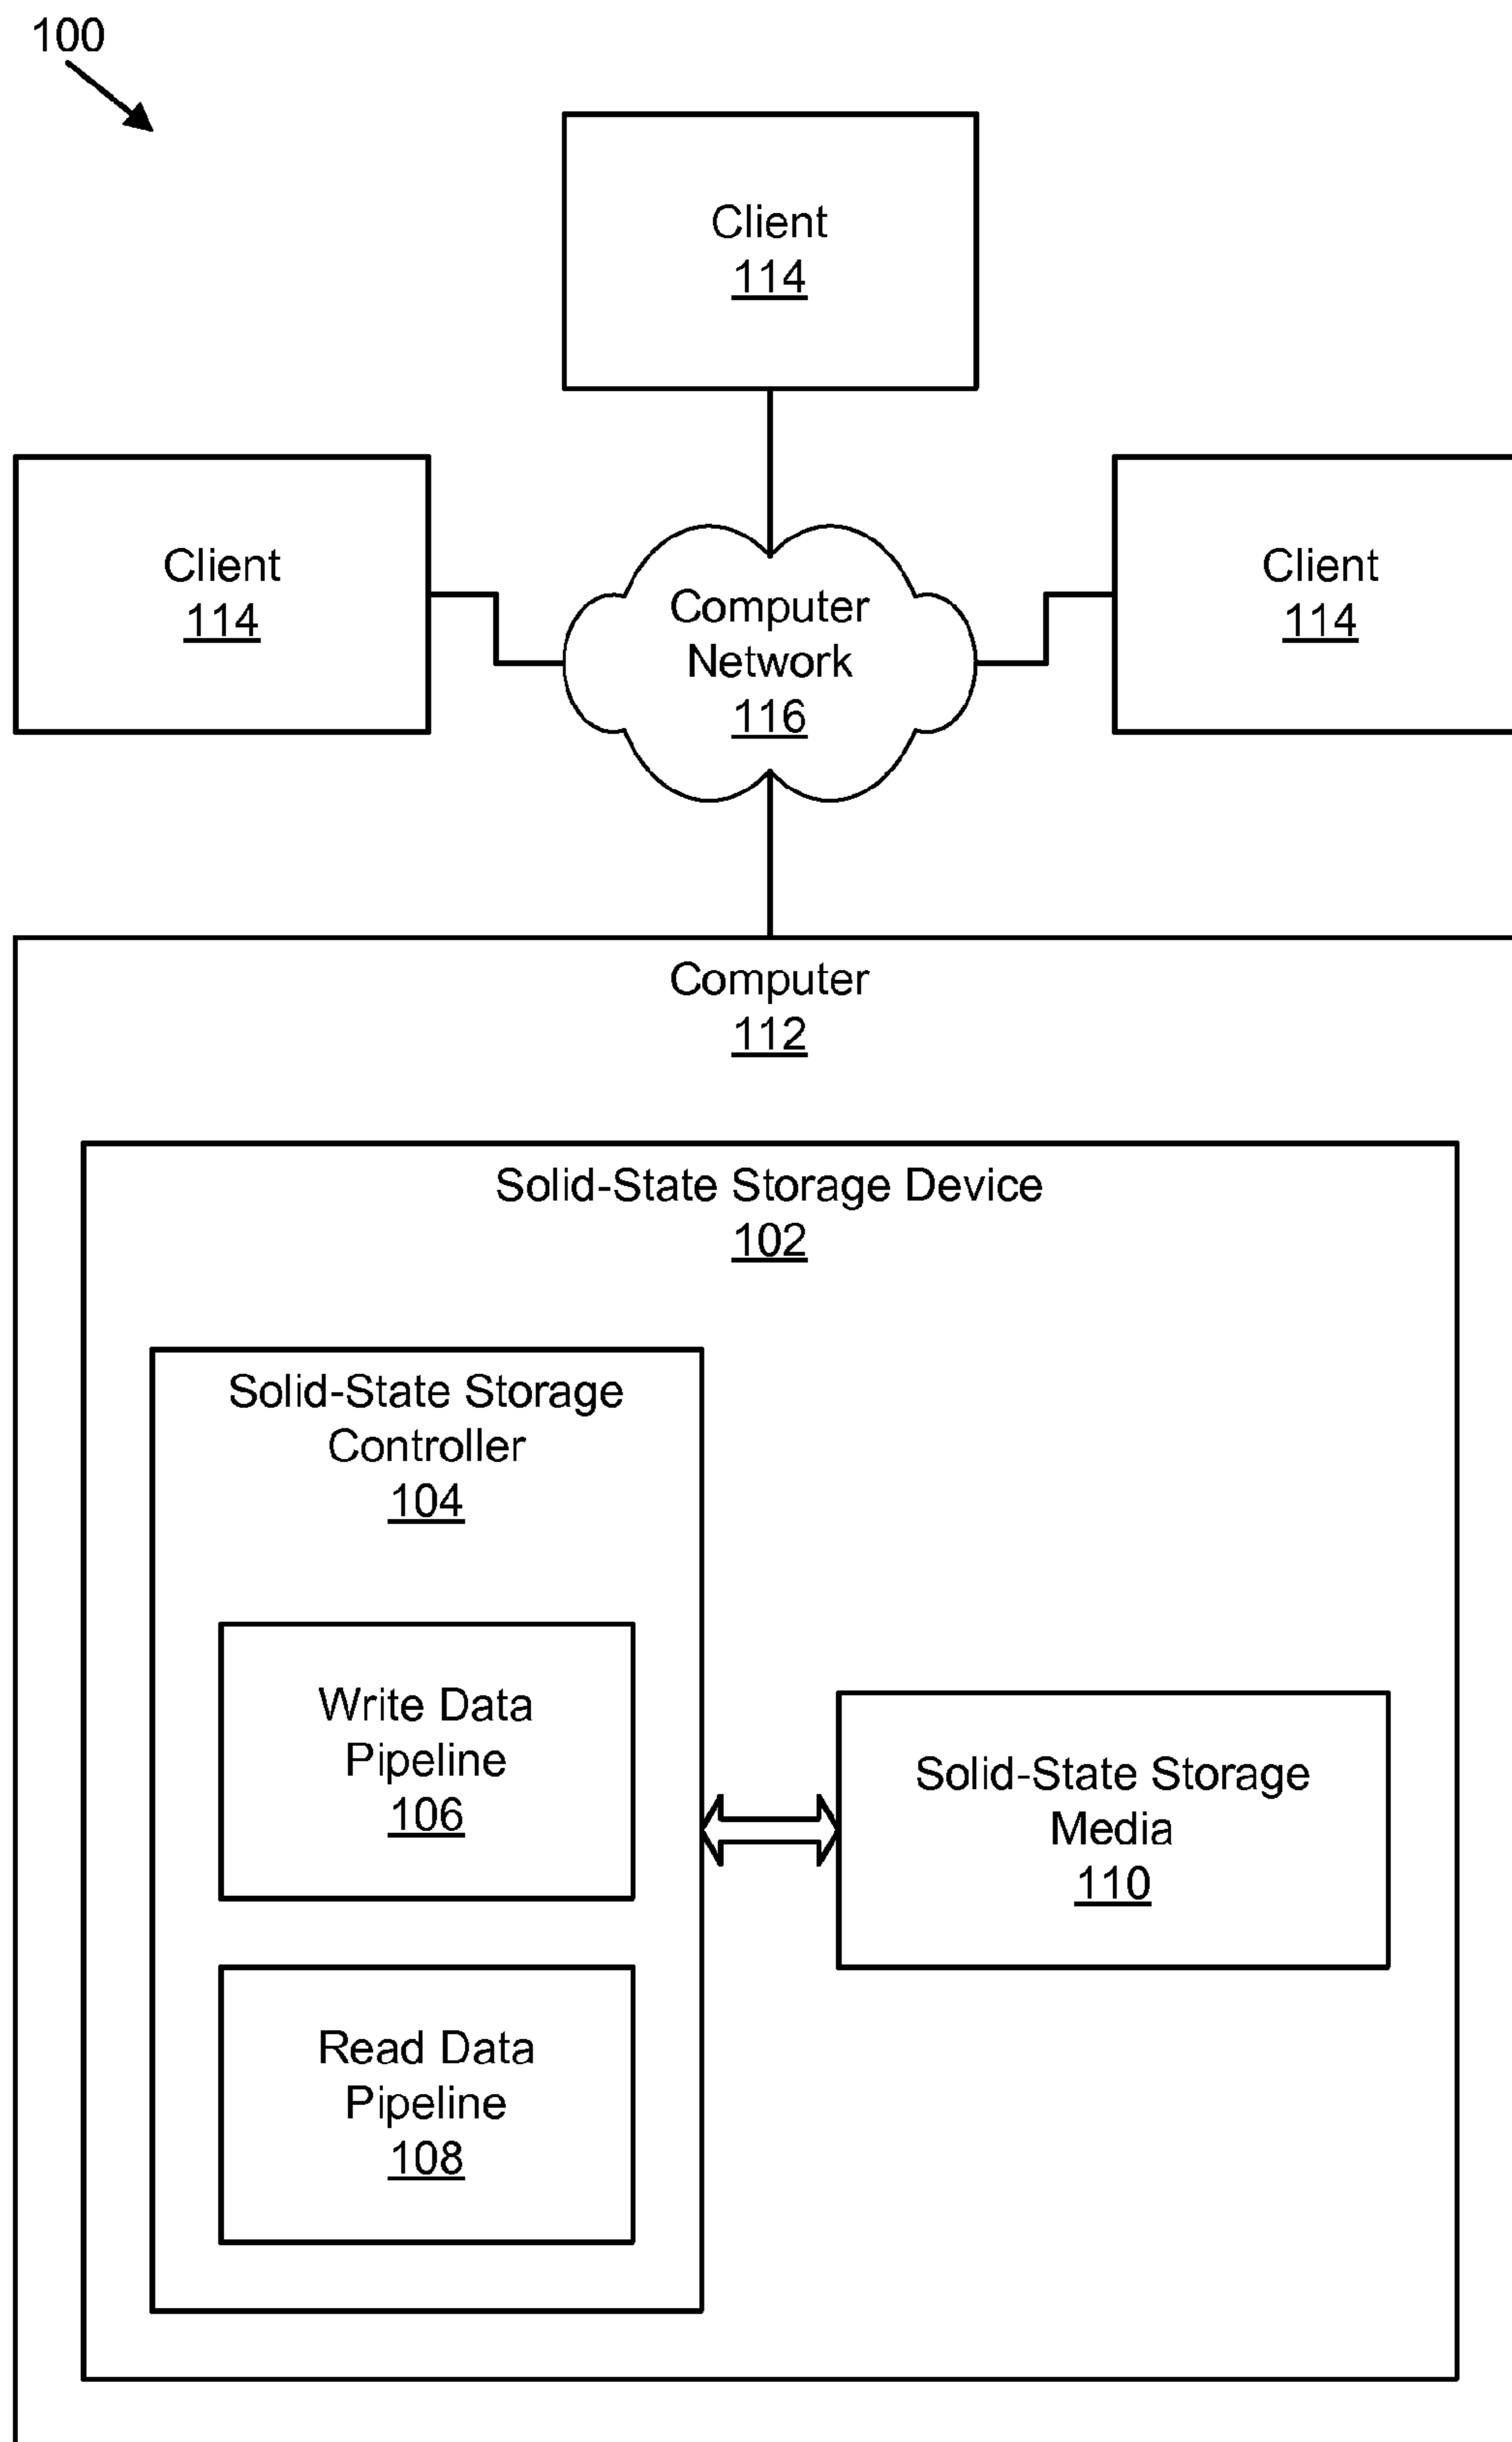 100
Client
114
Client
114
Client
114
Computer
Network
116
Computer
112
Solid-State Storage Device
102
Solid-State Storage
Controller
104
Write Data
Pipeline
106
Solid-State Storage
Media
110
Read Data
Pipeline
108